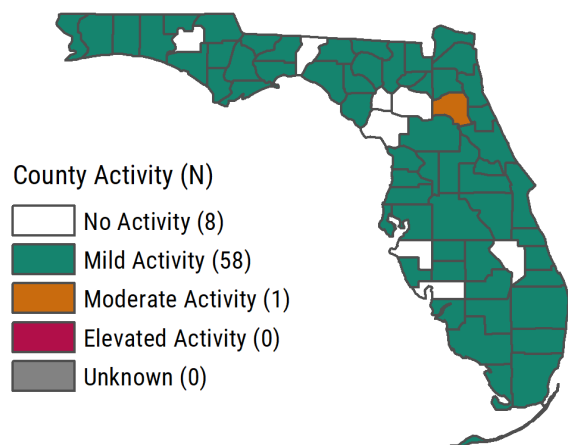 County Activity (N)
No Activity (8)
Mild Activity (58)
Moderate Activity (1)
Elevated Activity (0)
Unknown (0)